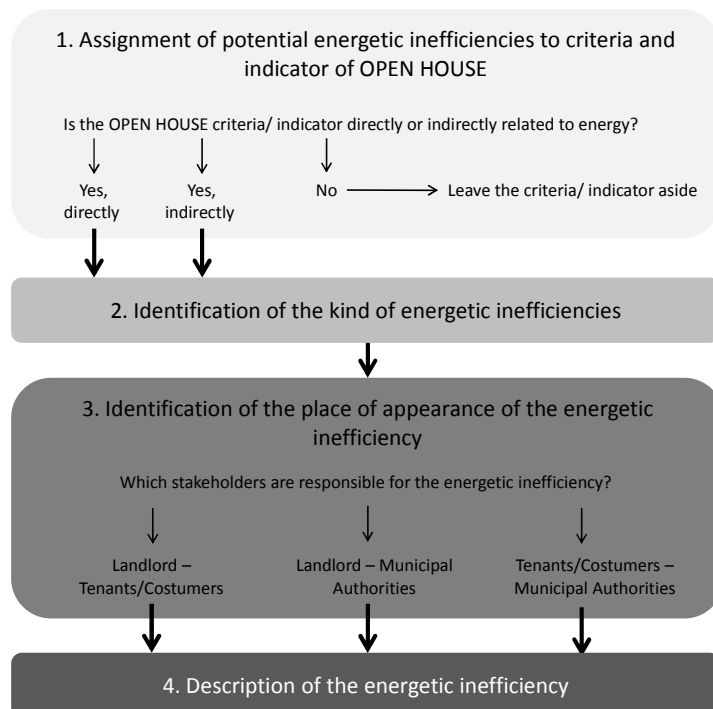 1. Assignment of potential energetic inefficiencies to criteria and
indicator of OPEN HOUSE
Is the OPEN HOUSE criteria/ indicator directly or indirectly related to energy?
Yes,
directly
Yes,
indirectly
No
Leave the criteria/ indicator aside
2. Identification of the kind of energetic inefficiencies
3. Identification of the place of appearance of the energetic
inefficiency
Which stakeholders are responsible for the energetic inefficiency?
Landlord –
Tenants/Costumers
Landlord – Municipal
Authorities
Tenants/Costumers –
Municipal Authorities
4. Description of the energetic inefficiency